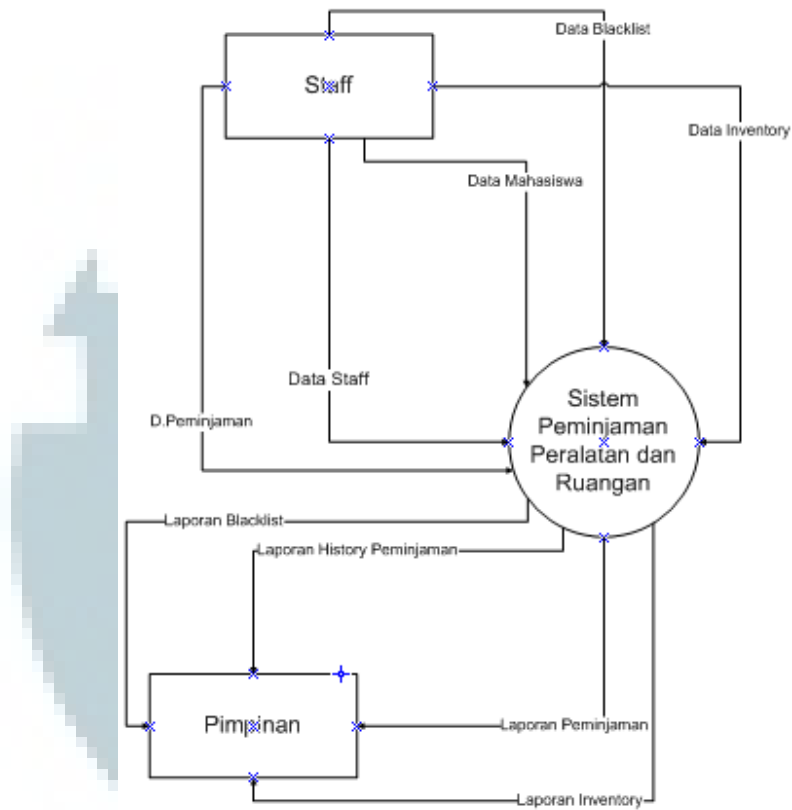 Data Blacklist
Staff
Data Inventory
Data Mahasiswa
Data Staff
D.Peminjaman
Sistem
Peminjaman
Peralatan dan
Ruangan
Laporan Blacklist
Laporan History Peminjaman
Pimpinan
Laporan Peminjaman
Laporan Inventory